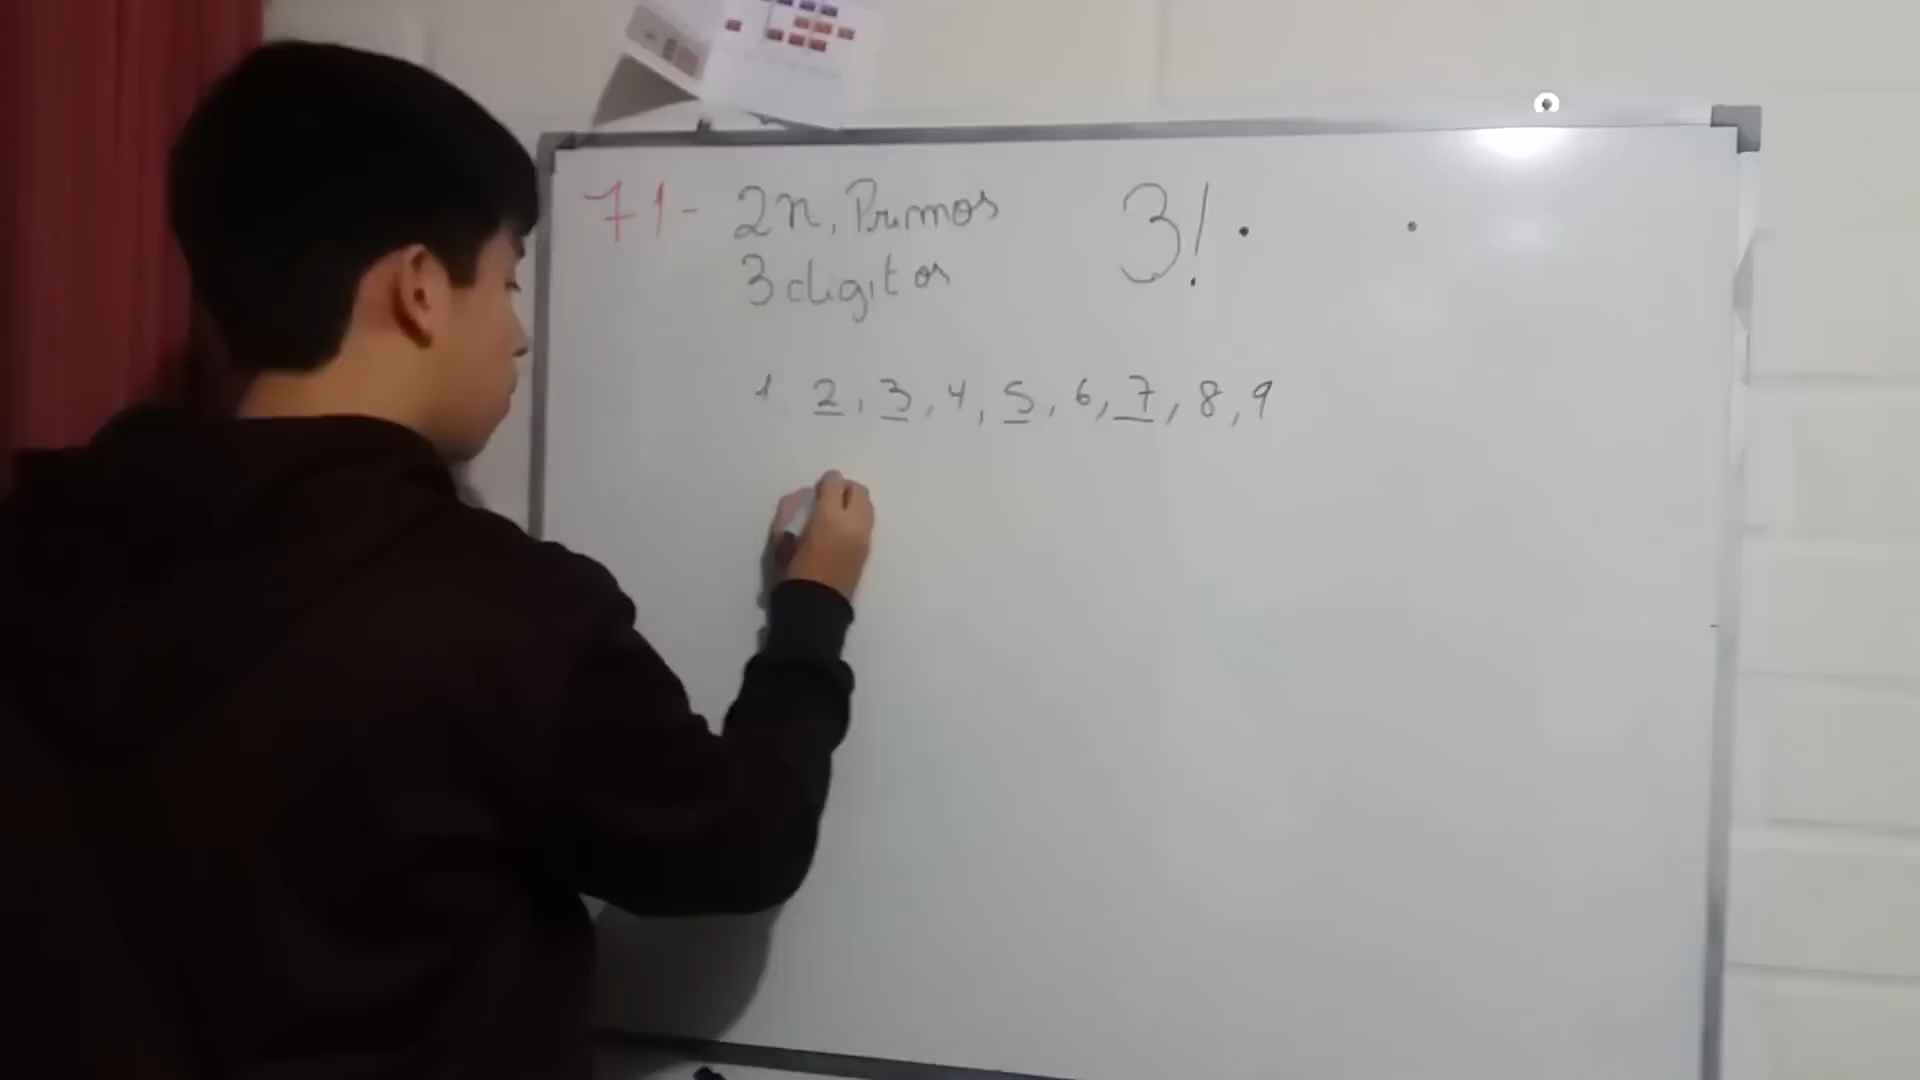 71- 2n, Primos
3 digitos
3! · ·
1 2, 3, 4, 5, 6, 7, 8, 9